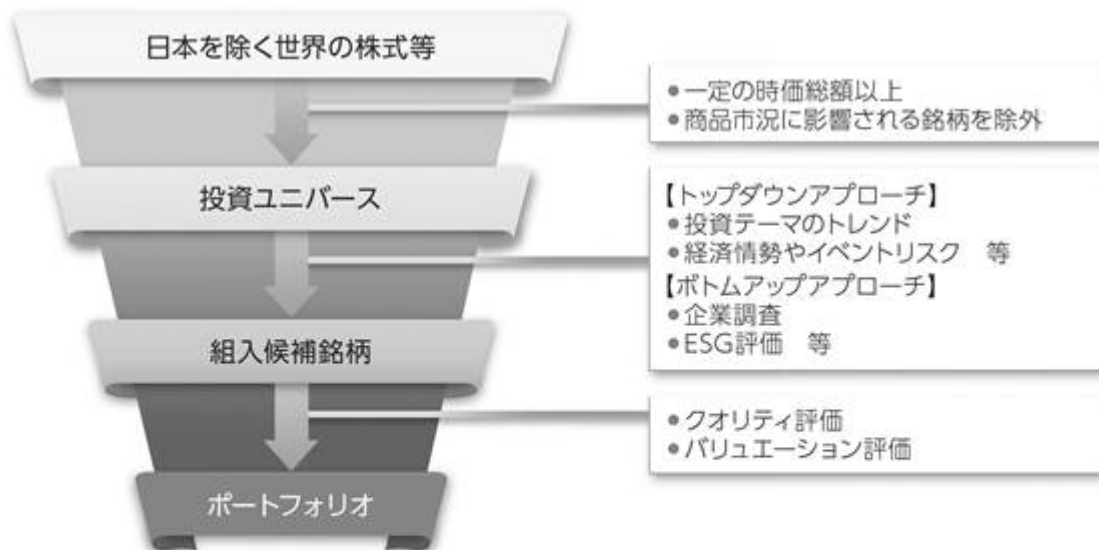 日本を除く世界の株式等
●一定の時価総額以上
●商品市況に影響される銘柄を除外
投資ユニバース
【トップダウンアプローチ】
●投資テーマのトレンド
●経済情勢やイベントリスク　等
【ボトムアップアプローチ】
●企業調査
●ESG評価　等
組入候補銘柄
●クオリティ評価
●バリュエーション評価
ポートフォリオ